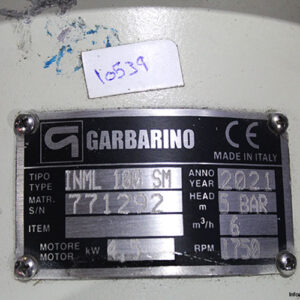 10539
GARBARINO
CE
MADE IN ITALY
TIPO TYPE INML 100 SM
ANNO YEAR 2021
MATR. S/N 771292
HEAD m 5 BAR
ITEM
m³/h 6
MOTORE MOTOR kW
RPM 1750